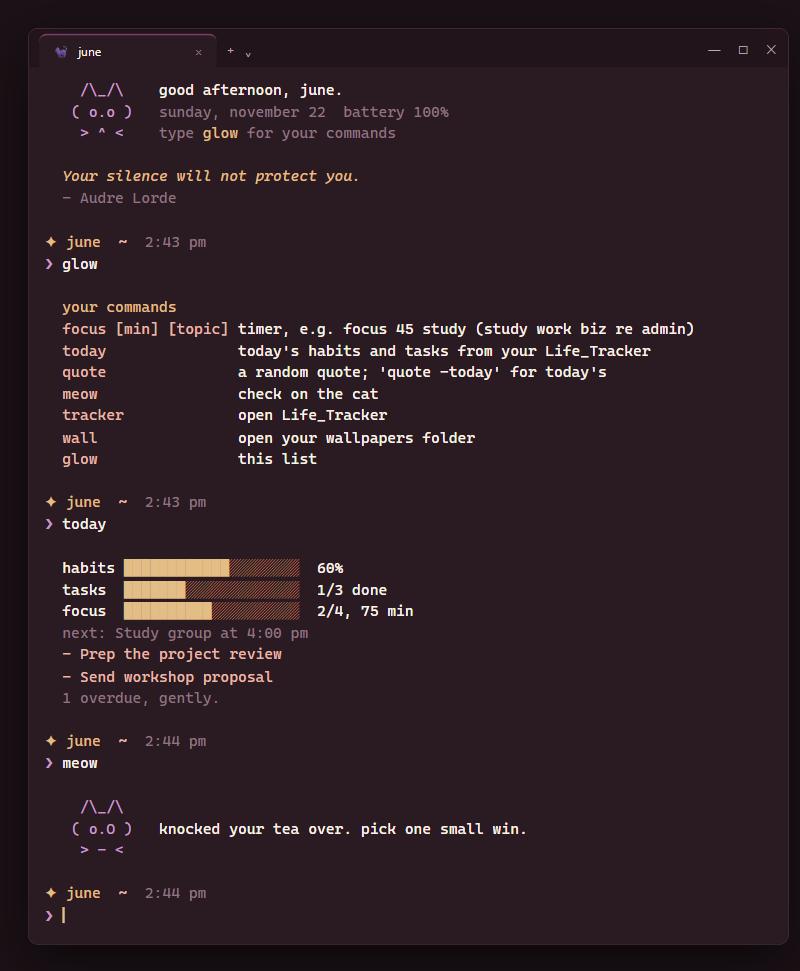 june × + ⌄ — □ ×
/\_/\ good afternoon, june.
( o.o ) sunday, november 22 battery 100%
> ^ < type glow for your commands
Your silence will not protect you.
— Audre Lorde
✦ june ~ 2:43 pm
❯ glow
your commands
focus [min] [topic] timer, e.g. focus 45 study (study work biz re admin)
today today's habits and tasks from your Life_Tracker
quote a random quote; 'quote -today' for today's
meow check on the cat
tracker open Life_Tracker
wall open your wallpapers folder
glow this list
✦ june ~ 2:43 pm
❯ today
habits 60%
tasks 1/3 done
focus 2/4, 75 min
next: Study group at 4:00 pm
- Prep the project review
- Send workshop proposal
1 overdue, gently.
✦ june ~ 2:44 pm
❯ meow
/\_/\
( o.O ) knocked your tea over. pick one small win.
> - <
✦ june ~ 2:44 pm
❯